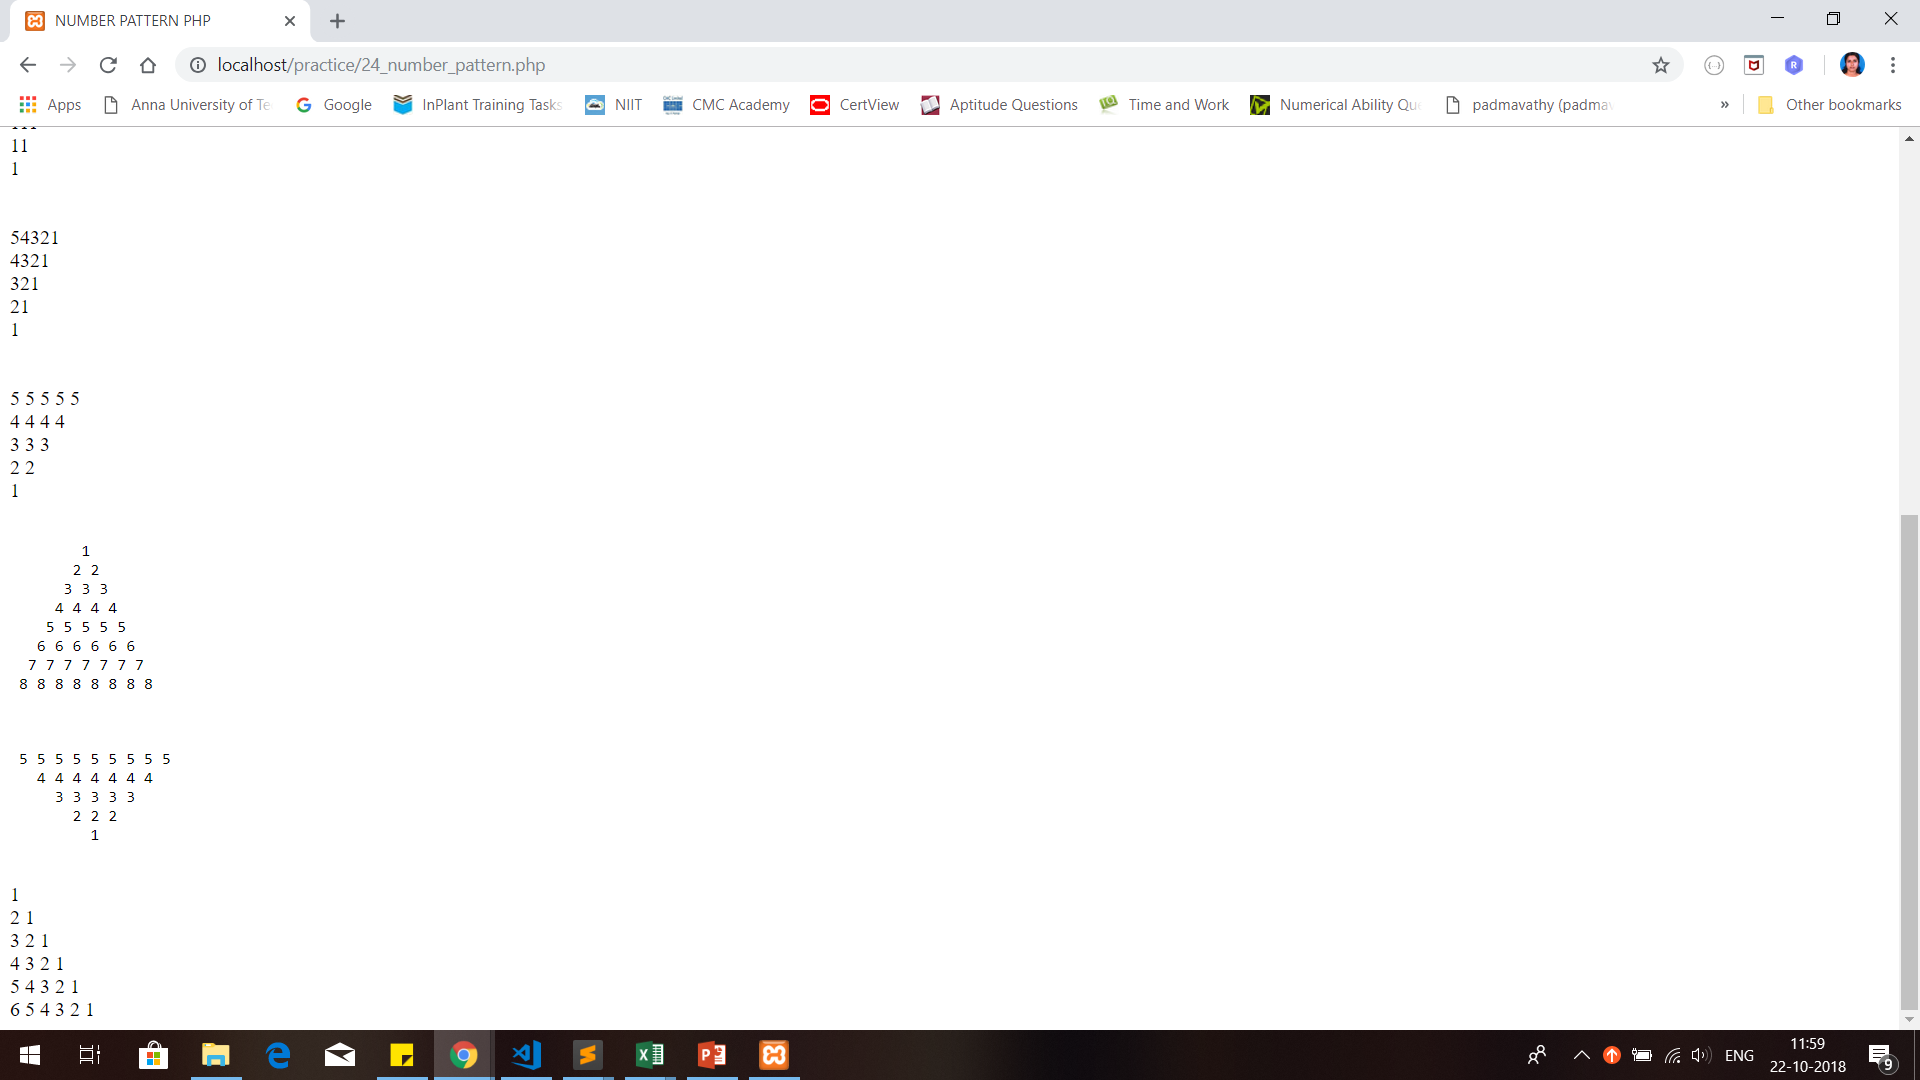 NUMBER PATTERN PHP
localhost/practice/24_number_pattern.php
Apps Anna University of Te Google InPlant Training Tasks NIIT CMC Academy CertView Aptitude Questions Time and Work Numerical Ability Qu padmavathy (padmav » Other bookmarks
111
11
1
54321
4321
321
21
1
5 5 5 5 5
4 4 4 4
3 3 3
2 2
1
1
2 2
3 3 3
4 4 4 4
5 5 5 5 5
6 6 6 6 6 6
7 7 7 7 7 7 7
8 8 8 8 8 8 8 8
5 5 5 5 5 5 5 5 5
4 4 4 4 4 4 4
3 3 3 3 3
2 2 2
1
1
2 1
3 2 1
4 3 2 1
5 4 3 2 1
6 5 4 3 2 1
ENG
11:59
22-10-2018
9